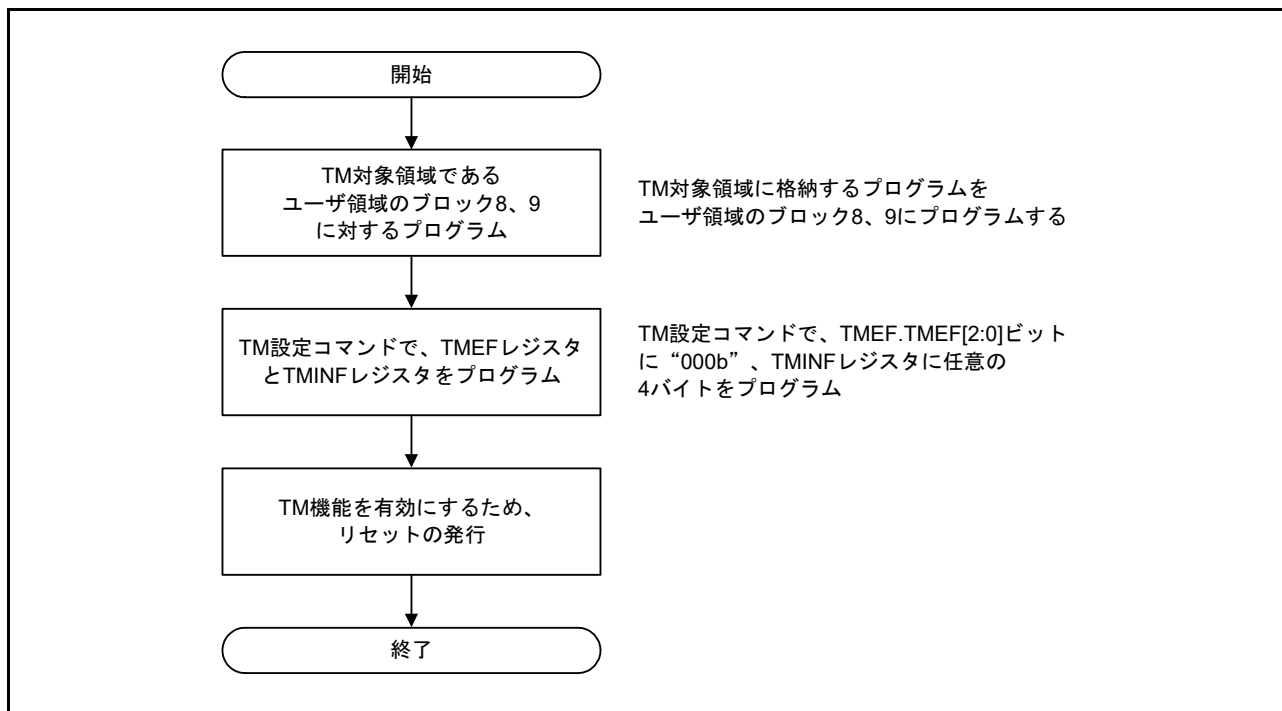 開始
TM対象領域である
ユーザ領域のブロック8、9
に対するプログラム
TM対象領域に格納するプログラムを
ユーザ領域のブロック8、9にプログラムする
TM設定コマンドで、TMEFレジスタ
とTMINFレジスタをプログラム
TM設定コマンドで、TMEF.TMEF[2:0]ビット
に“000b”、TMINFレジスタに任意の
4バイトをプログラム
TM機能を有効にするため、
リセットの発行
終了